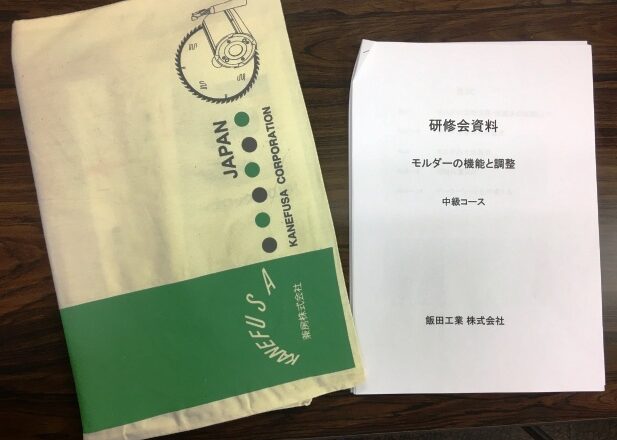 JAPAN
KANEFUSA CORPORATION
KANEFUSA
兼房株式会社
研修会資料
モルダーの機能と調整
中級コース
飯田工業 株式会社